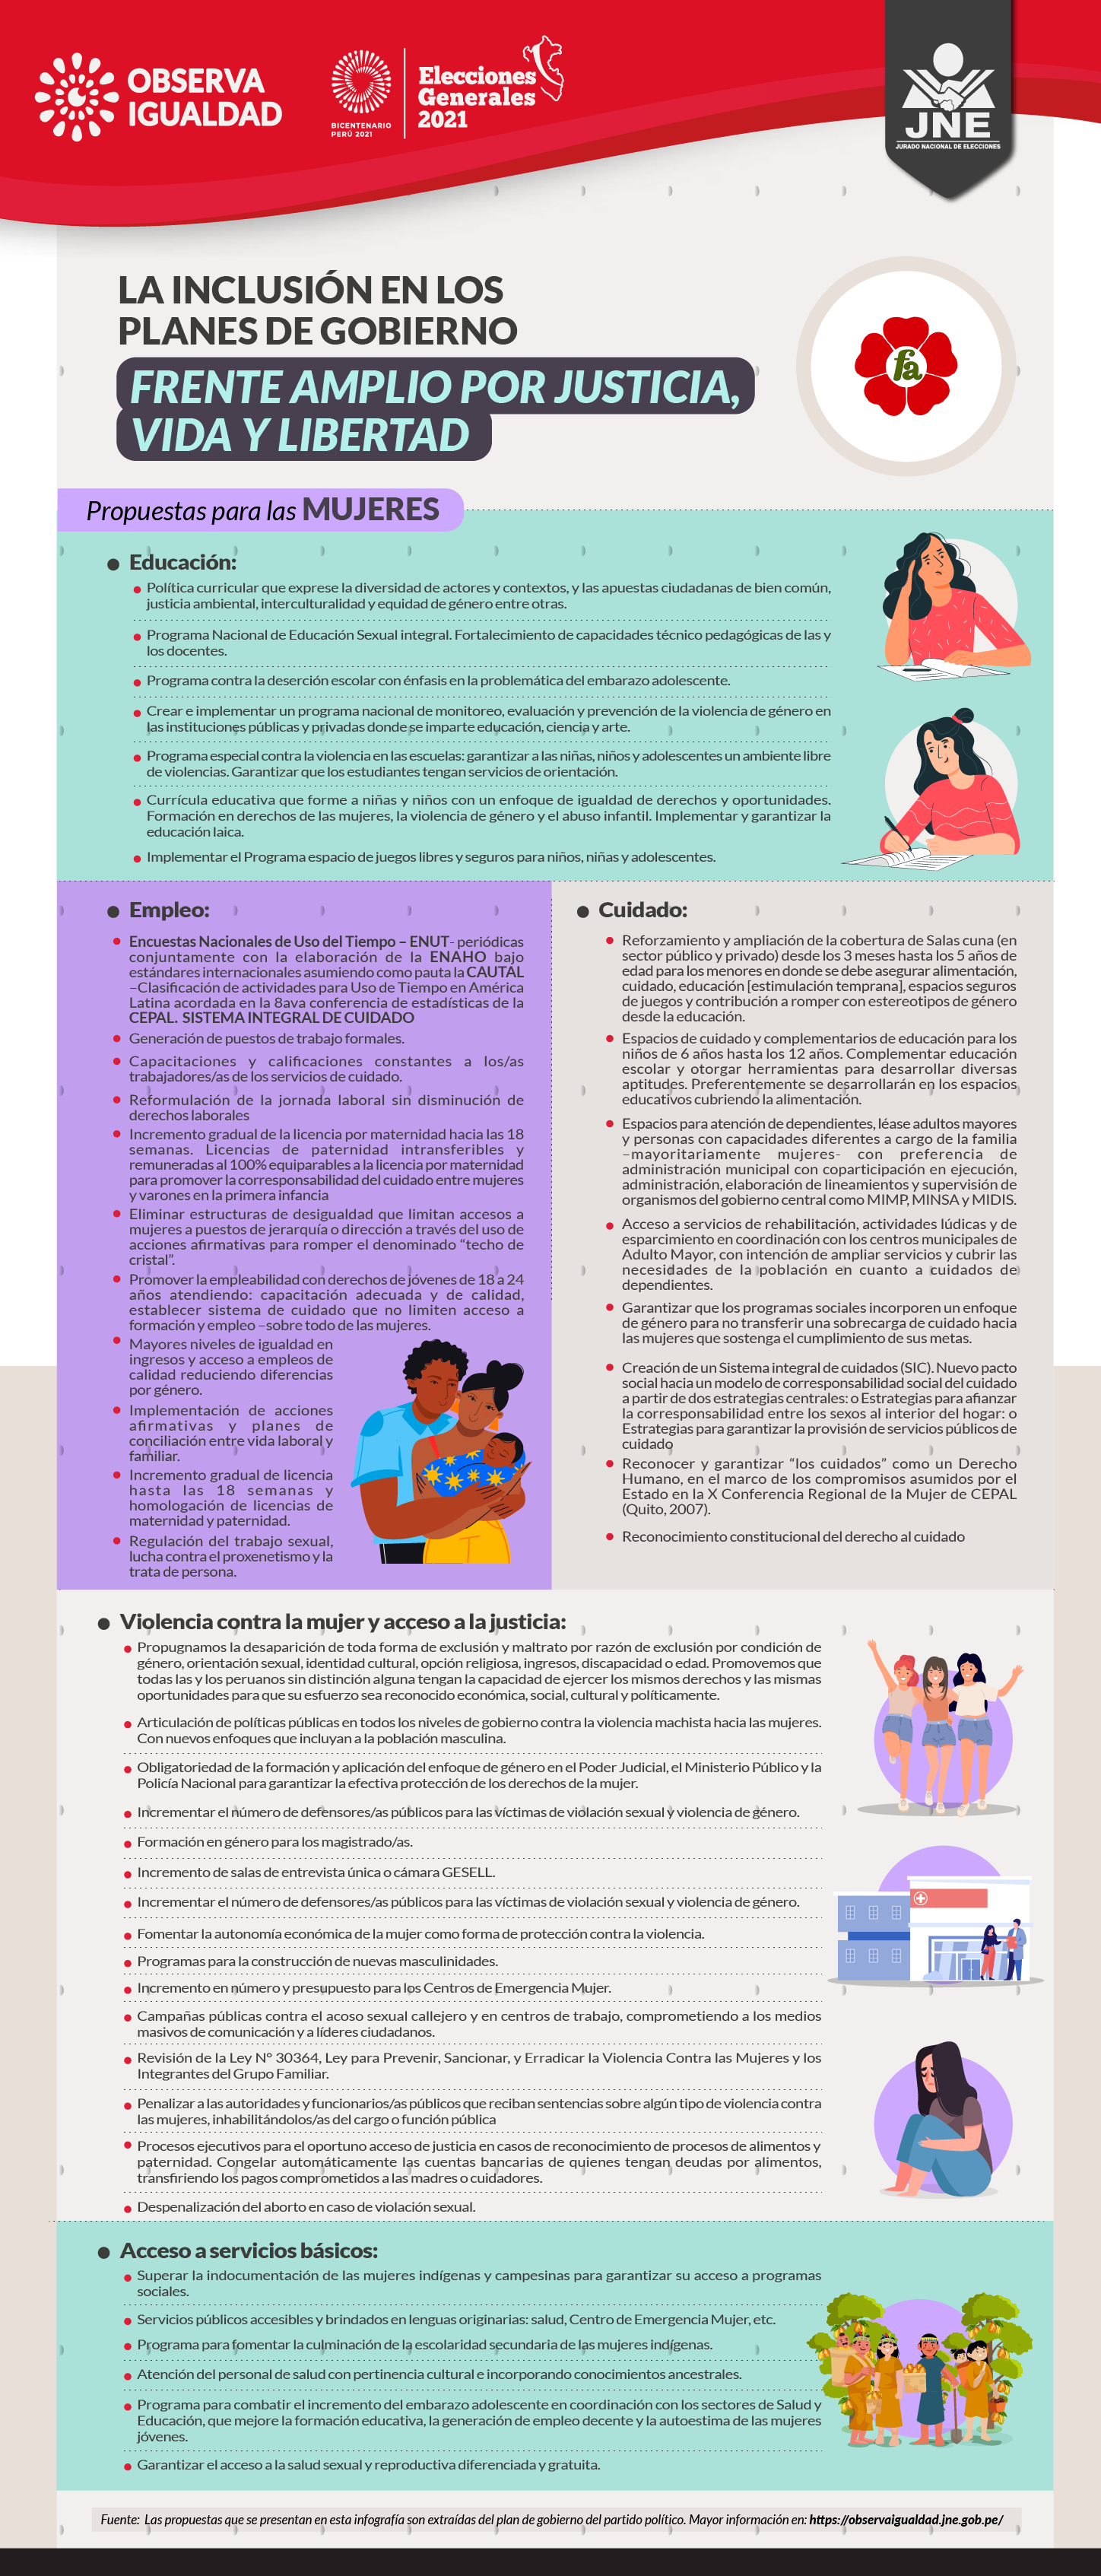 OBSERVA
IGUALDAD
BICENTENARIO
PERÚ 2021
Elecciones
Generales
2021
JNE
JURADO NACIONAL DE ELECCIONES
LA INCLUSIÓN EN LOS
PLANES DE GOBIERNO
FRENTE AMPLIO POR JUSTICIA,
VIDA Y LIBERTAD
fa
Propuestas para las MUJERES
Educación:
Política curricular que exprese la diversidad de actores y contextos, y las apuestas ciudadanas de bien común,
justicia ambiental, interculturalidad y equidad de género entre otras.
Programa Nacional de Educación Sexual integral. Fortalecimiento de capacidades técnico pedagógicas de las y
los docentes.
Programa contra la deserción escolar con énfasis en la problemática del embarazo adolescente.
Crear e implementar un programa nacional de monitoreo, evaluación y prevención de la violencia de género en
las instituciones públicas y privadas donde se imparte educación, ciencia y arte.
Programa especial contra la violencia en las escuelas: garantizar a las niñas, niños y adolescentes un ambiente libre
de violencias. Garantizar que los estudiantes tengan servicios de orientación.
Currícula educativa que forme a niñas y niños con un enfoque de igualdad de derechos y oportunidades.
Formación en derechos de las mujeres, la violencia de género y el abuso infantil. Implementar y garantizar la
educación laica.
Implementar el Programa espacio de juegos libres y seguros para niños, niñas y adolescentes.
Empleo:
Encuestas Nacionales de Uso del Tiempo – ENUT- periódicas
conjuntamente con la elaboración de la ENAHO bajo
estándares internacionales asumiendo como pauta la CAUTAL
–Clasificación de actividades para Uso de Tiempo en América
Latina acordada en la 8ava conferencia de estadísticas de la
CEPAL. SISTEMA INTEGRAL DE CUIDADO
Generación de puestos de trabajo formales.
Capacitaciones y calificaciones constantes a los/as
trabajadores/as de los servicios de cuidado.
Reformulación de la jornada laboral sin disminución de
derechos laborales
Incremento gradual de la licencia por maternidad hacia las 18
semanas. Licencias de paternidad intransferibles y
remuneradas al 100% equiparables a la licencia por maternidad
para promover la corresponsabilidad del cuidado entre mujeres
y varones en la primera infancia
Eliminar estructuras de desigualdad que limitan accesos a
mujeres a puestos de jerarquía o dirección a través del uso de
acciones afirmativas para romper el denominado “techo de
cristal”.
Promover la empleabilidad con derechos de jóvenes de 18 a 24
años atendiendo: capacitación adecuada y de calidad,
establecer sistema de cuidado que no limiten acceso a
formación y empleo –sobre todo de las mujeres.
Mayores niveles de igualdad en
ingresos y acceso a empleos de
calidad reduciendo diferencias
por género.
Implementación de acciones
afirmativas y planes de
conciliación entre vida laboral y
familiar.
Incremento gradual de licencia
hasta las 18 semanas y
homologación de licencias de
maternidad y paternidad.
Regulación del trabajo sexual,
lucha contra el proxenetismo y la
trata de persona.
Cuidado:
Reforzamiento y ampliación de la cobertura de Salas cuna (en
sector público y privado) desde los 3 meses hasta los 5 años de
edad para los menores en donde se debe asegurar alimentación,
cuidado, educación [estimulación temprana], espacios seguros
de juegos y contribución a romper con estereotipos de género
desde la educación.
Espacios de cuidado y complementarios de educación para los
niños de 6 años hasta los 12 años. Complementar educación
escolar y otorgar herramientas para desarrollar diversas
aptitudes. Preferentemente se desarrollarán en los espacios
educativos cubriendo la alimentación.
Espacios para atención de dependientes, léase adultos mayores
y personas con capacidades diferentes a cargo de la familia
–mayoritariamente mujeres- con preferencia de
administración municipal con coparticipación en ejecución,
administración, elaboración de lineamientos y supervisión de
organismos del gobierno central como MIMP, MINSA y MIDIS.
Acceso a servicios de rehabilitación, actividades lúdicas y de
esparcimiento en coordinación con los centros municipales de
Adulto Mayor, con intención de ampliar servicios y cubrir las
necesidades de la población en cuanto a cuidados de
dependientes.
Garantizar que los programas sociales incorporen un enfoque
de género para no transferir una sobrecarga de cuidado hacia
las mujeres que sostenga el cumplimiento de sus metas.
Creación de un Sistema integral de cuidados (SIC). Nuevo pacto
social hacia un modelo de corresponsabilidad social del cuidado
a partir de dos estrategias centrales: o Estrategias para afianzar
la corresponsabilidad entre los sexos al interior del hogar: o
Estrategias para garantizar la provisión de servicios públicos de
cuidado
Reconocer y garantizar “los cuidados” como un Derecho
Humano, en el marco de los compromisos asumidos por el
Estado en la X Conferencia Regional de la Mujer de CEPAL
(Quito, 2007).
Reconocimiento constitucional del derecho al cuidado
Violencia contra la mujer y acceso a la justicia:
Propugnamos la desaparición de toda forma de exclusión y maltrato por razón de exclusión por condición de
género, orientación sexual, identidad cultural, opción religiosa, ingresos, discapacidad o edad. Promovemos que
todas las y los peruanos sin distinción alguna tengan la capacidad de ejercer los mismos derechos y las mismas
oportunidades para que su esfuerzo sea reconocido económica, social, cultural y políticamente.
Articulación de políticas públicas en todos los niveles de gobierno contra la violencia machista hacia las mujeres.
Con nuevos enfoques que incluyan a la población masculina.
Obligatoriedad de la formación y aplicación del enfoque de género en el Poder Judicial, el Ministerio Público y la
Policía Nacional para garantizar la efectiva protección de los derechos de la mujer.
Incrementar el número de defensores/as públicos para las víctimas de violación sexual y violencia de género.
Formación en género para los magistrado/as.
Incremento de salas de entrevista única o cámara GESELL.
Incrementar el número de defensores/as públicos para las víctimas de violación sexual y violencia de género.
Fomentar la autonomía económica de la mujer como forma de protección contra la violencia.
Programas para la construcción de nuevas masculinidades.
Incremento en número y presupuesto para los Centros de Emergencia Mujer.
Campañas públicas contra el acoso sexual callejero y en centros de trabajo, comprometiendo a los medios
masivos de comunicación y a líderes ciudadanos.
Revisión de la Ley Nº 30364, Ley para Prevenir, Sancionar, y Erradicar la Violencia Contra las Mujeres y los
Integrantes del Grupo Familiar.
Penalizar a las autoridades y funcionarios/as públicos que reciban sentencias sobre algún tipo de violencia contra
las mujeres, inhabilitándolos/as del cargo o función pública
Procesos ejecutivos para el oportuno acceso de justicia en casos de reconocimiento de procesos de alimentos y
paternidad. Congelar automáticamente las cuentas bancarias de quienes tengan deudas por alimentos,
transfiriendo los pagos comprometidos a las madres o cuidadores.
Despenalización del aborto en caso de violación sexual.
Acceso a servicios básicos:
Superar la indocumentación de las mujeres indígenas y campesinas para garantizar su acceso a programas
sociales.
Servicios públicos accesibles y brindados en lenguas originarias: salud, Centro de Emergencia Mujer, etc.
Programa para fomentar la culminación de la escolaridad secundaria de las mujeres indígenas.
Atención del personal de salud con pertinencia cultural e incorporando conocimientos ancestrales.
Programa para combatir el incremento del embarazo adolescente en coordinación con los sectores de Salud y
Educación, que mejore la formación educativa, la generación de empleo decente y la autoestima de las mujeres
jóvenes.
Garantizar el acceso a la salud sexual y reproductiva diferenciada y gratuita.
Fuente: Las propuestas que se presentan en esta infografía son extraídas del plan de gobierno del partido político. Mayor información en: https://observaigualdad.jne.gob.pe/